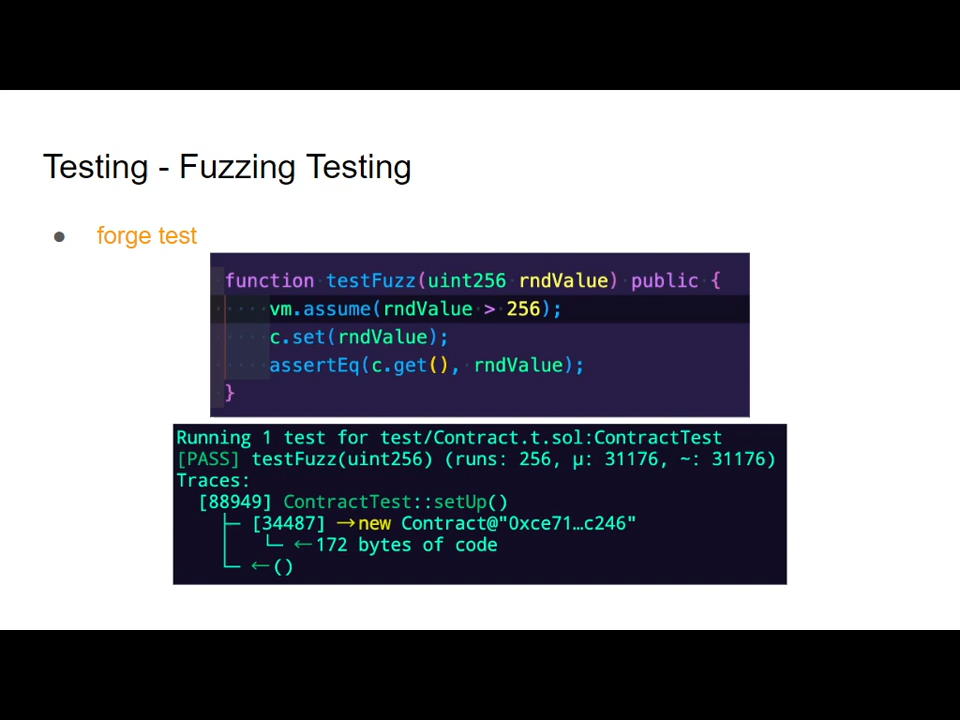 Testing - Fuzzing Testing
● forge test
function testFuzz(uint256 rndValue) public {
vm.assume(rndValue > 256);
c.set(rndValue);
assertEq(c.get(), rndValue);
}
Running 1 test for test/Contract.t.sol:ContractTest
[PASS] testFuzz(uint256) (runs: 256, μ: 31176, ~: 31176)
Traces:
[88949] ContractTest::setUp()
├─ [34487] →new Contract@"0xce71…c246"
│ └─ ←172 bytes of code
└─ ←()